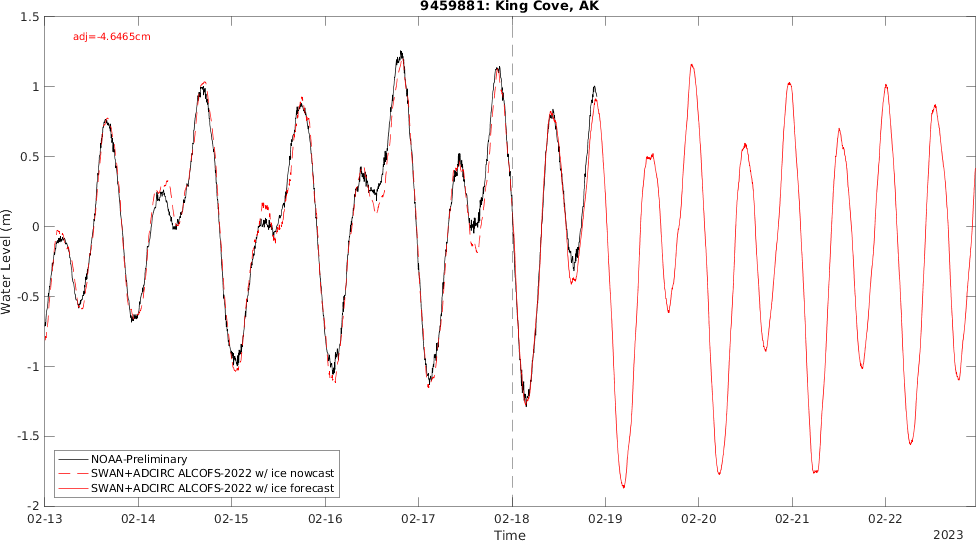 9459881: King Cove, AK
adj=-4.6465cm
Water Level (m)
1.5
1
0.5
0
-0.5
-1
-1.5
-2
NOAA-Preliminary
SWAN+ADCIRC ALCOFS-2022 w/ ice nowcast
SWAN+ADCIRC ALCOFS-2022 w/ ice forecast
02-13 02-14 02-15 02-16 02-17 02-18 02-19 02-20 02-21 02-22
Time
2023